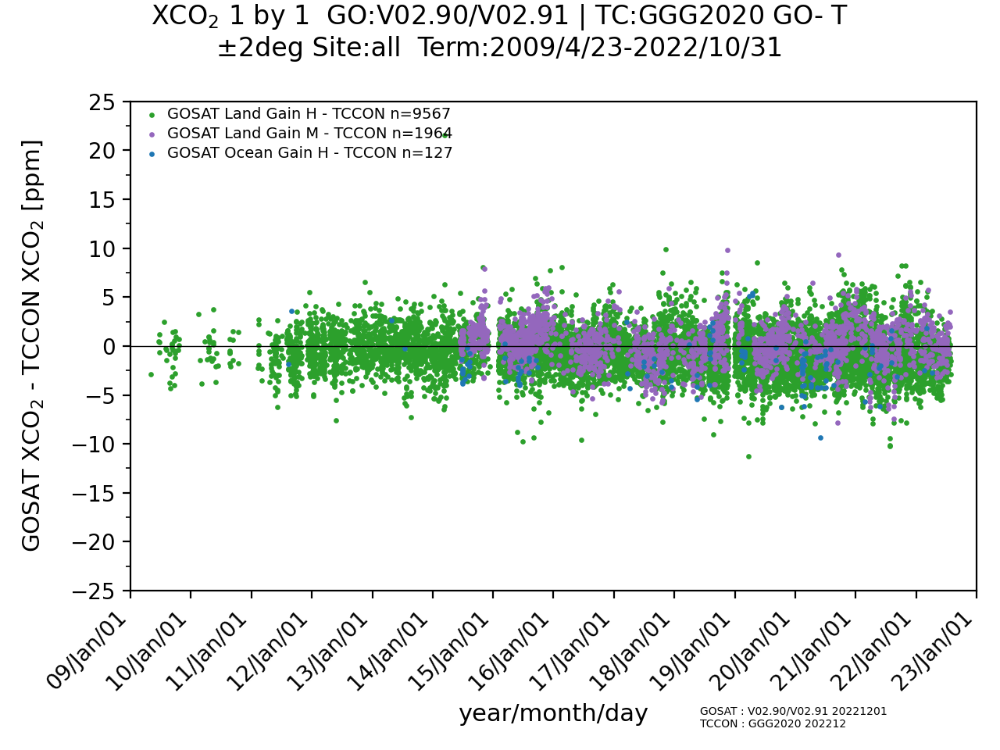 XCO₂ 1 by 1  GO:V02.90/V02.91 | TC:GGG2020 GO- T
±2deg Site:all  Term:2009/4/23-2022/10/31
GOSAT XCO₂ - TCCON XCO₂ [ppm]
25
20
15
10
5
0
−5
−10
−15
−20
−25
GOSAT Land Gain H - TCCON n=9567
GOSAT Land Gain M - TCCON n=1964
GOSAT Ocean Gain H - TCCON n=127
09/Jan/01
10/Jan/01
11/Jan/01
12/Jan/01
13/Jan/01
14/Jan/01
15/Jan/01
16/Jan/01
17/Jan/01
18/Jan/01
19/Jan/01
20/Jan/01
21/Jan/01
22/Jan/01
23/Jan/01
year/month/day
GOSAT : V02.90/V02.91 20221201
TCCON : GGG2020 202212